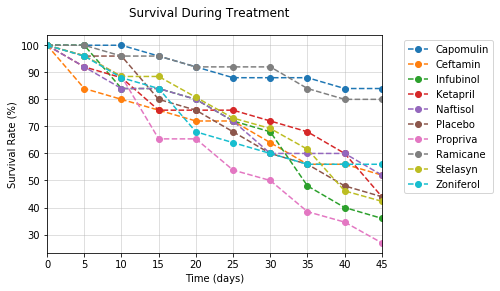 Survival During Treatment
Survival Rate (%)
100
90
80
70
60
50
40
30
0 5 10 15 20 25 30 35 40 45
Time (days)
Capomulin
Ceftamin
Infubinol
Ketapril
Naftisol
Placebo
Propriva
Ramicane
Stelasyn
Zoniferol